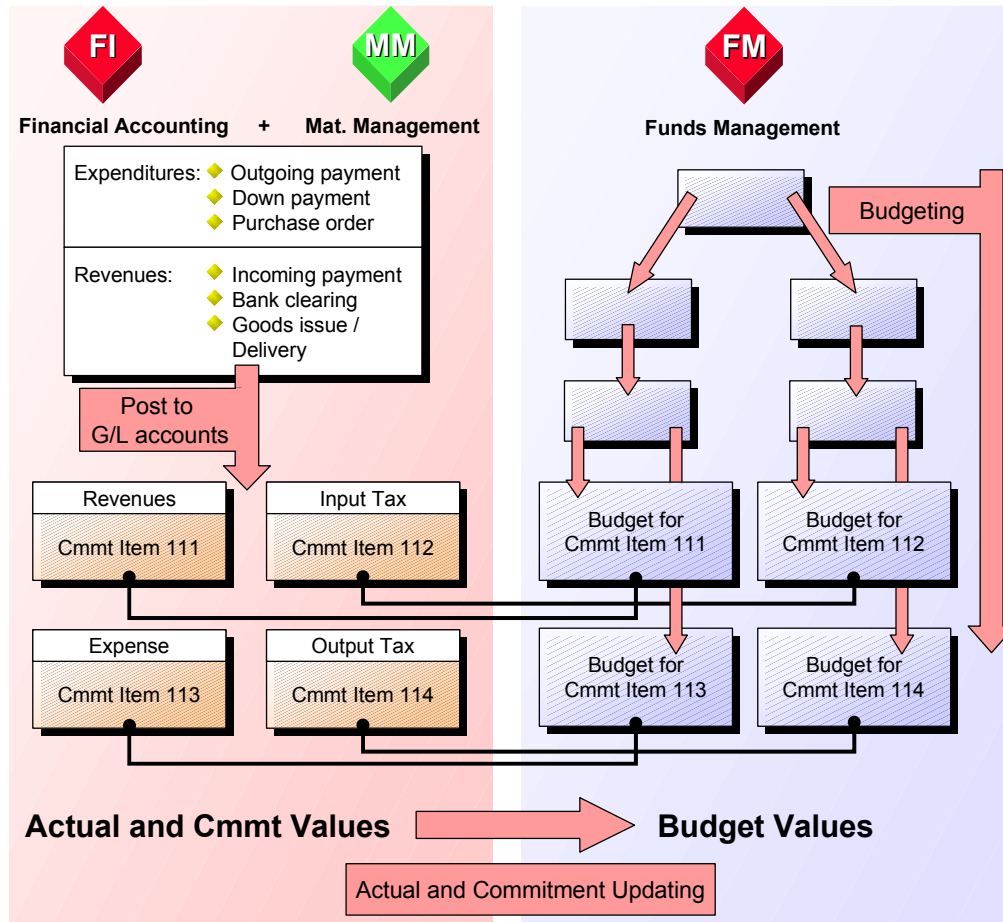 FI
MM
FM
Financial Accounting + Mat. Management
Funds Management
Expenditures: Outgoing payment
Down payment
Purchase order
Revenues: Incoming payment
Bank clearing
Goods issue /
Delivery
Budgeting
Post to
G/L accounts
Revenues
Cmmt Item 111
Input Tax
Cmmt Item 112
Budget for
Cmmt Item 111
Budget for
Cmmt Item 112
Expense
Cmmt Item 113
Output Tax
Cmmt Item 114
Budget for
Cmmt Item 113
Budget for
Cmmt Item 114
Actual and Cmmt Values
Budget Values
Actual and Commitment Updating